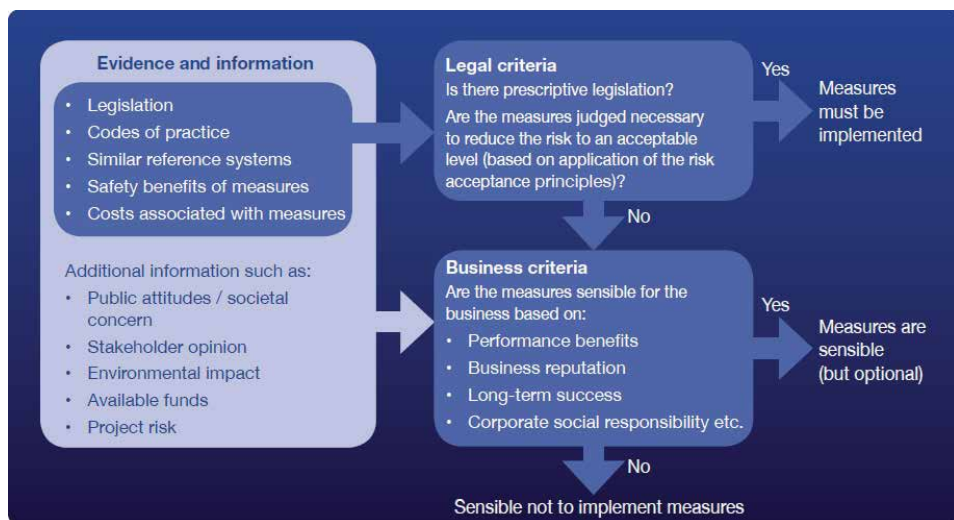 Evidence and information
• Legislation
• Codes of practice
• Similar reference systems
• Safety benefits of measures
• Costs associated with measures
Additional information such as:
• Public attitudes / societal
concern
• Stakeholder opinion
• Environmental impact
• Available funds
• Project risk
Legal criteria
Is there prescriptive legislation?
Are the measures judged necessary
to reduce the risk to an acceptable
level (based on application of the risk
acceptance principles)?
Yes
Measures
must be
implemented
No
Business criteria
Are the measures sensible for the
business based on:
• Performance benefits
• Business reputation
• Long-term success
• Corporate social responsibility etc.
Yes
Measures are
sensible
(but optional)
No
Sensible not to implement measures